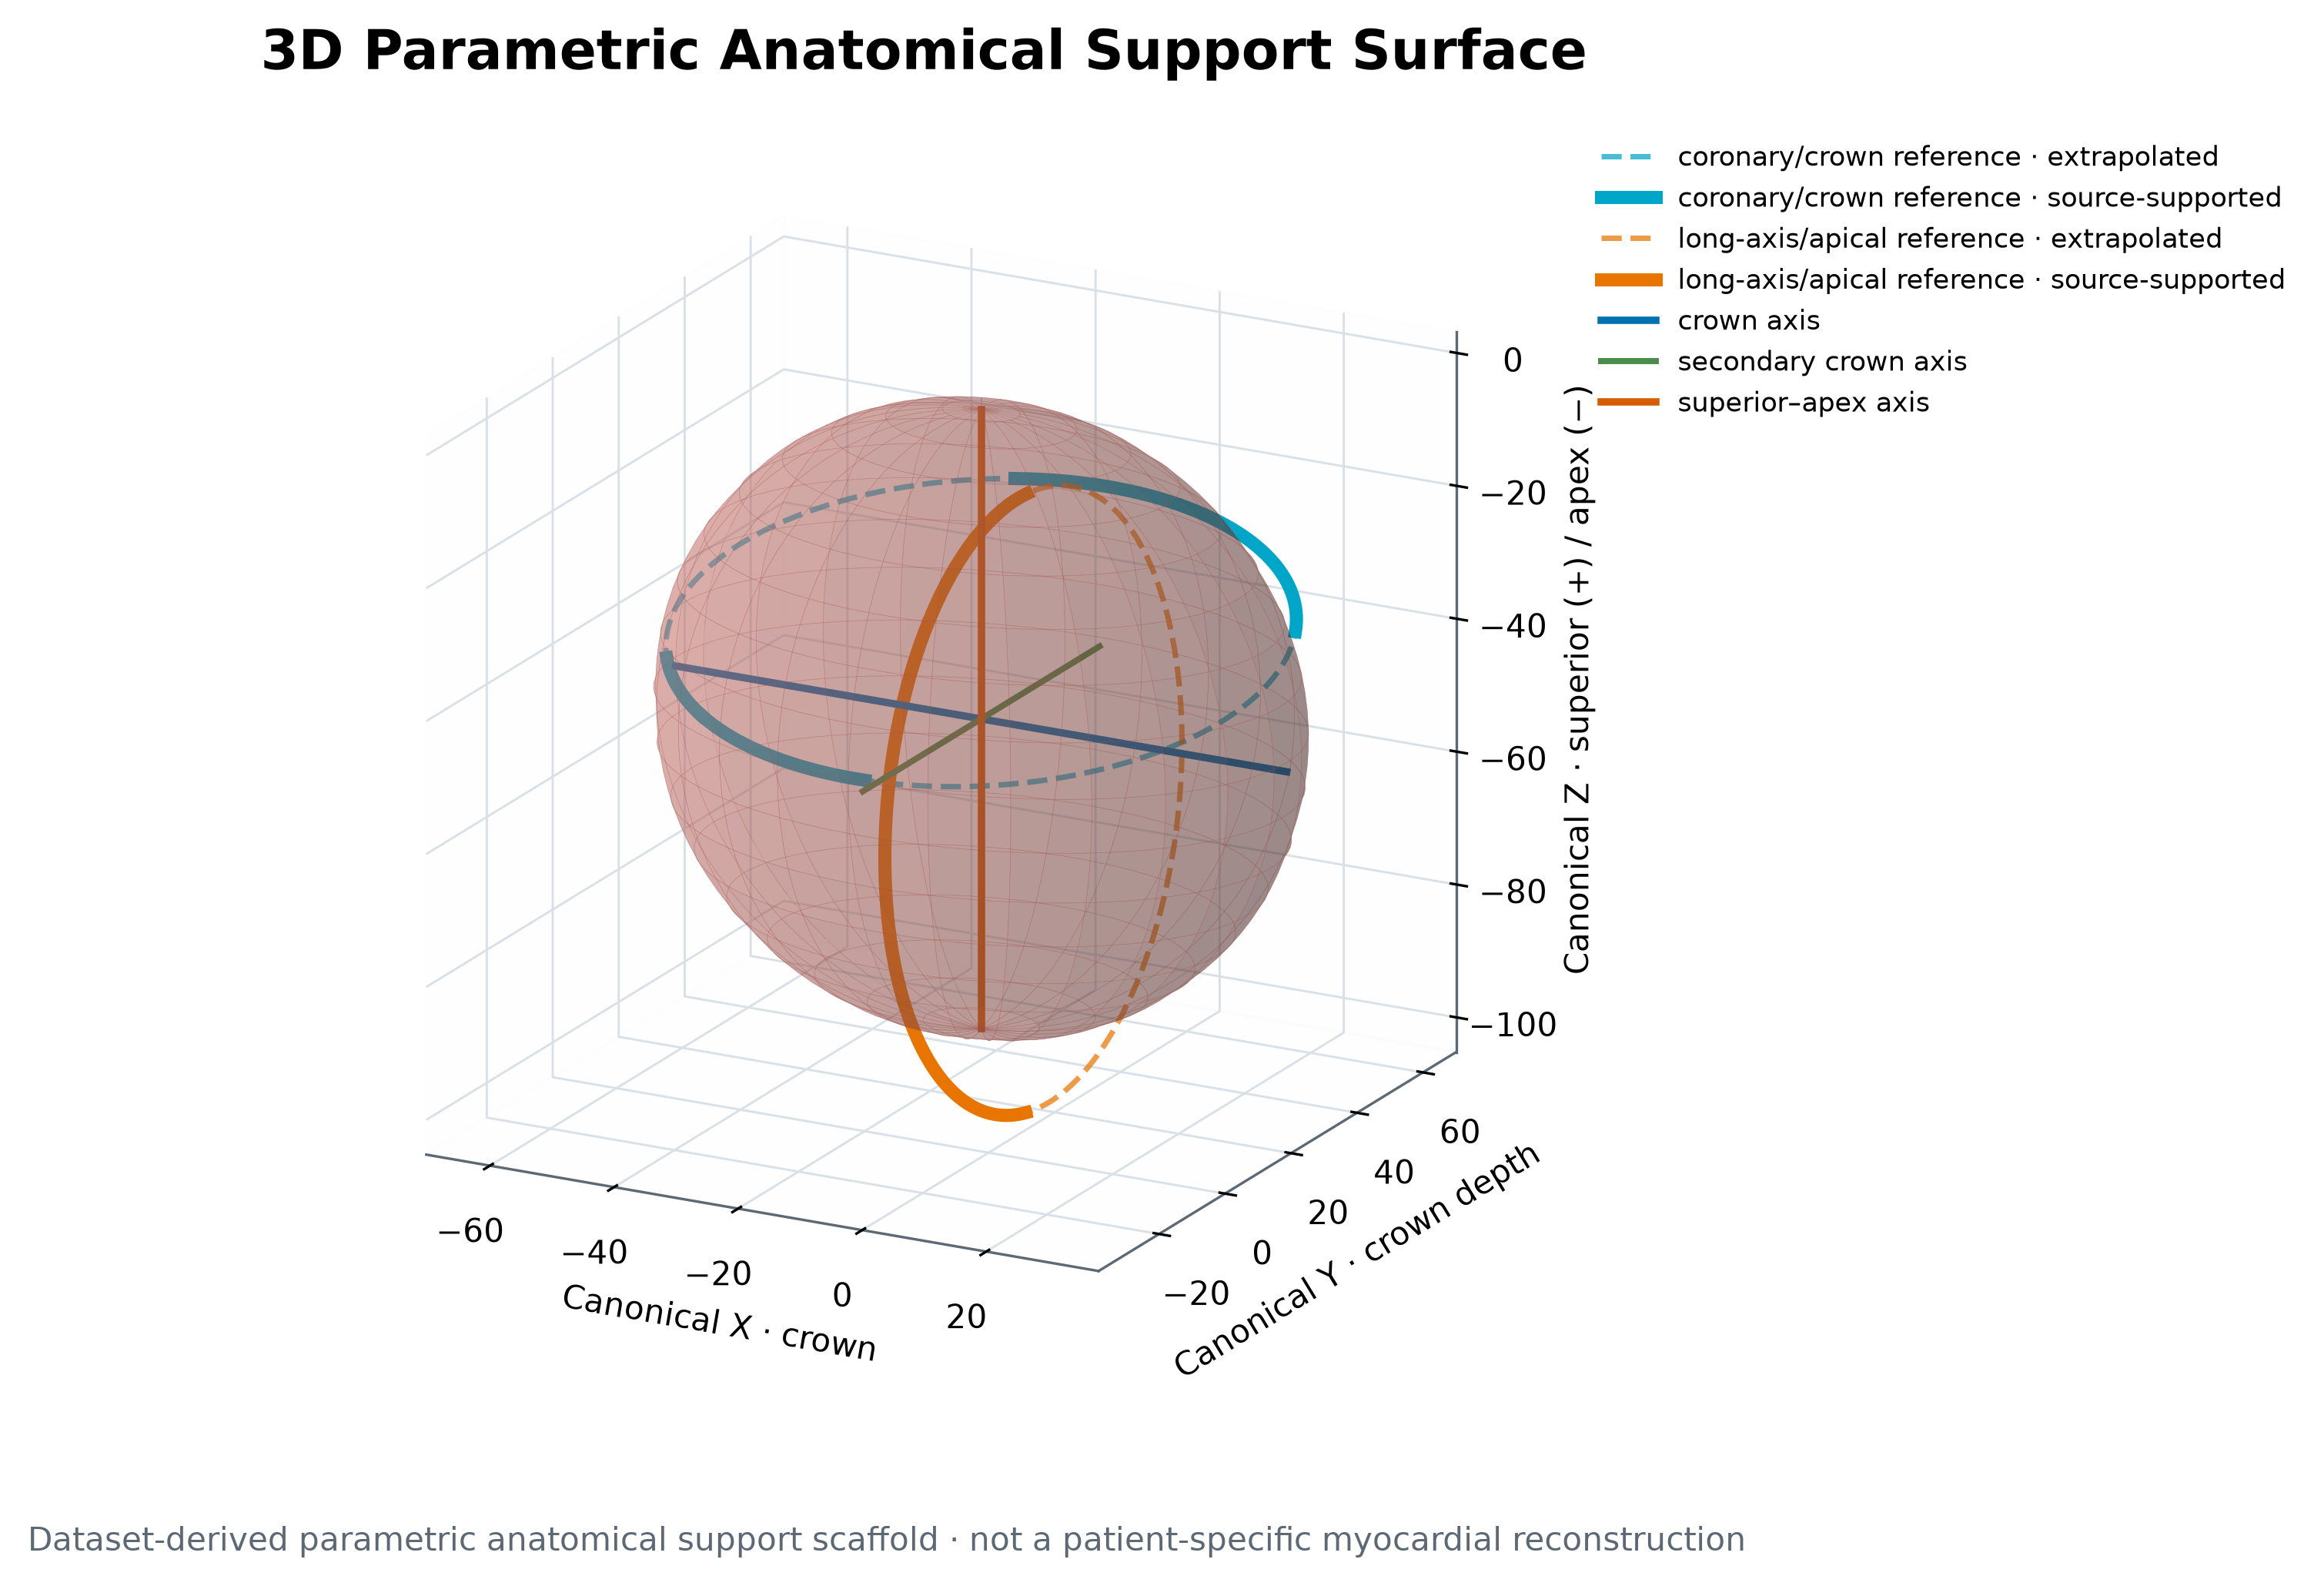 3D Parametric Anatomical Support Surface
coronary/crown reference · extrapolated
coronary/crown reference · source-supported
long-axis/apical reference · extrapolated
long-axis/apical reference · source-supported
crown axis
secondary crown axis
superior–apex axis
0
−20
−40
−60
−80
−100
Canonical Z · superior (+) / apex (−)
60
40
20
0
−20
Canonical Y · crown depth
−60
−40
−20
0
20
Canonical X · crown
Dataset-derived parametric anatomical support scaffold · not a patient-specific myocardial reconstruction